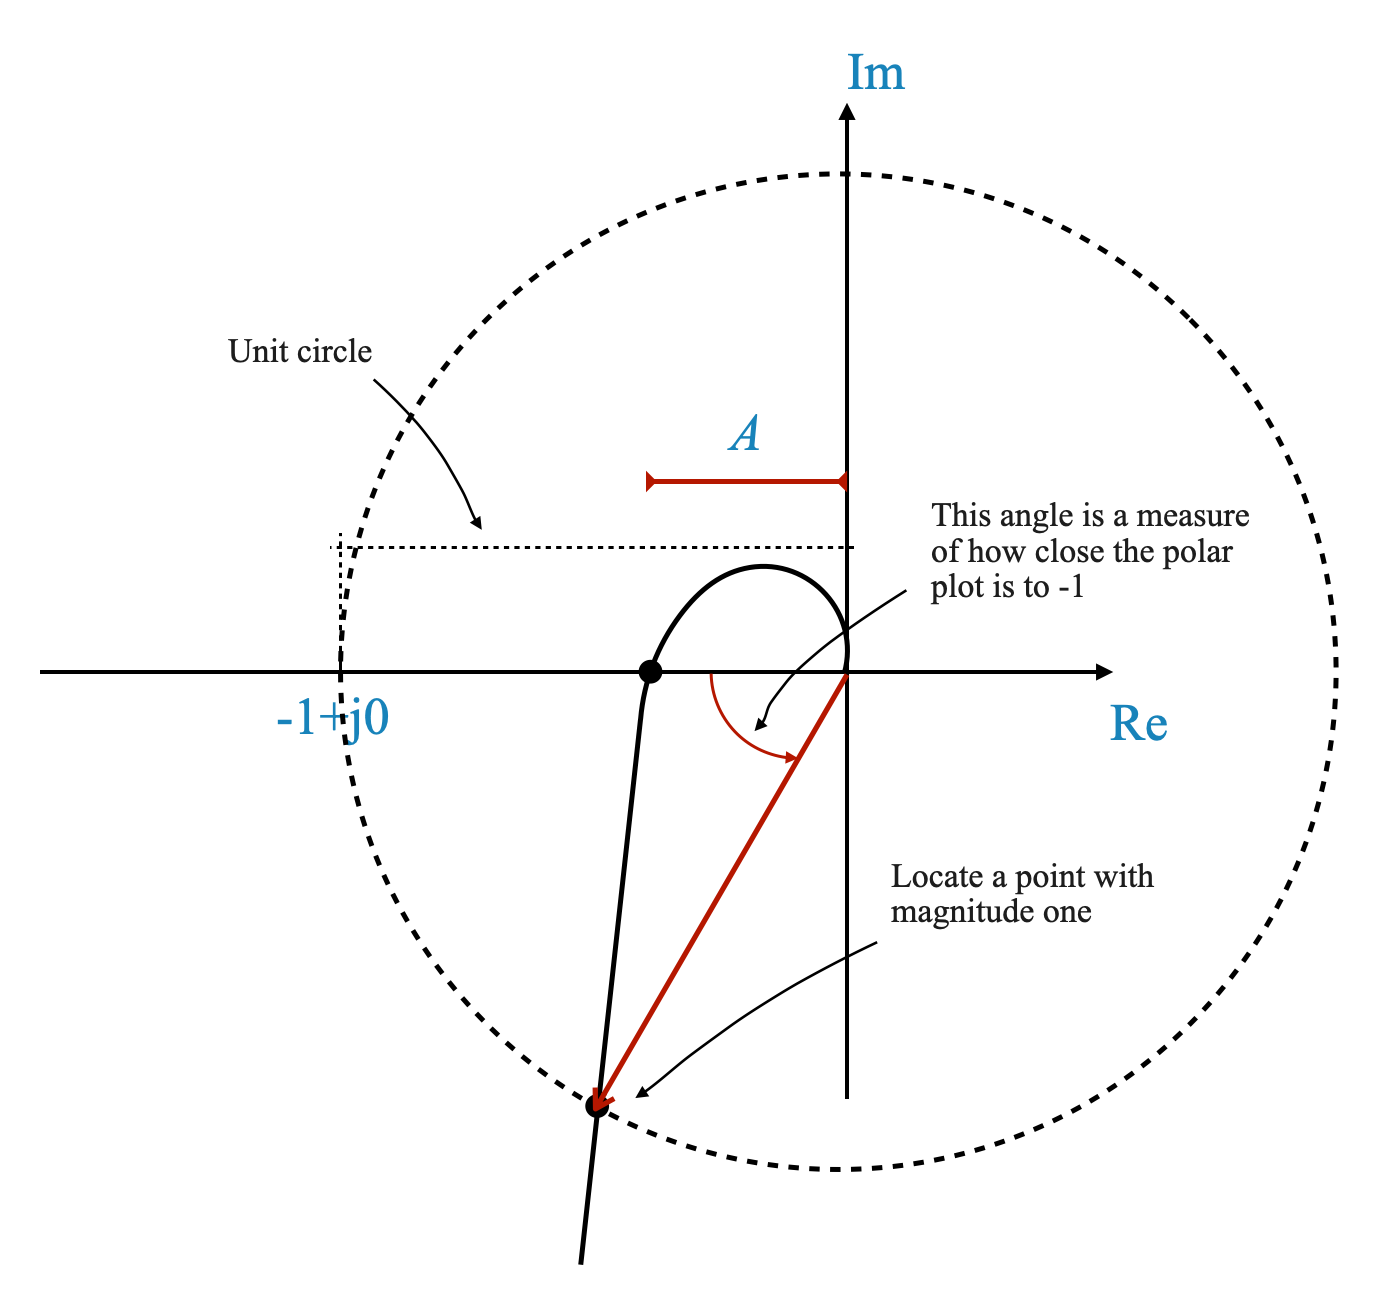 Im
Unit circle
A
This angle is a measure
of how close the polar
plot is to -1
-1+j0
Re
Locate a point with
magnitude one